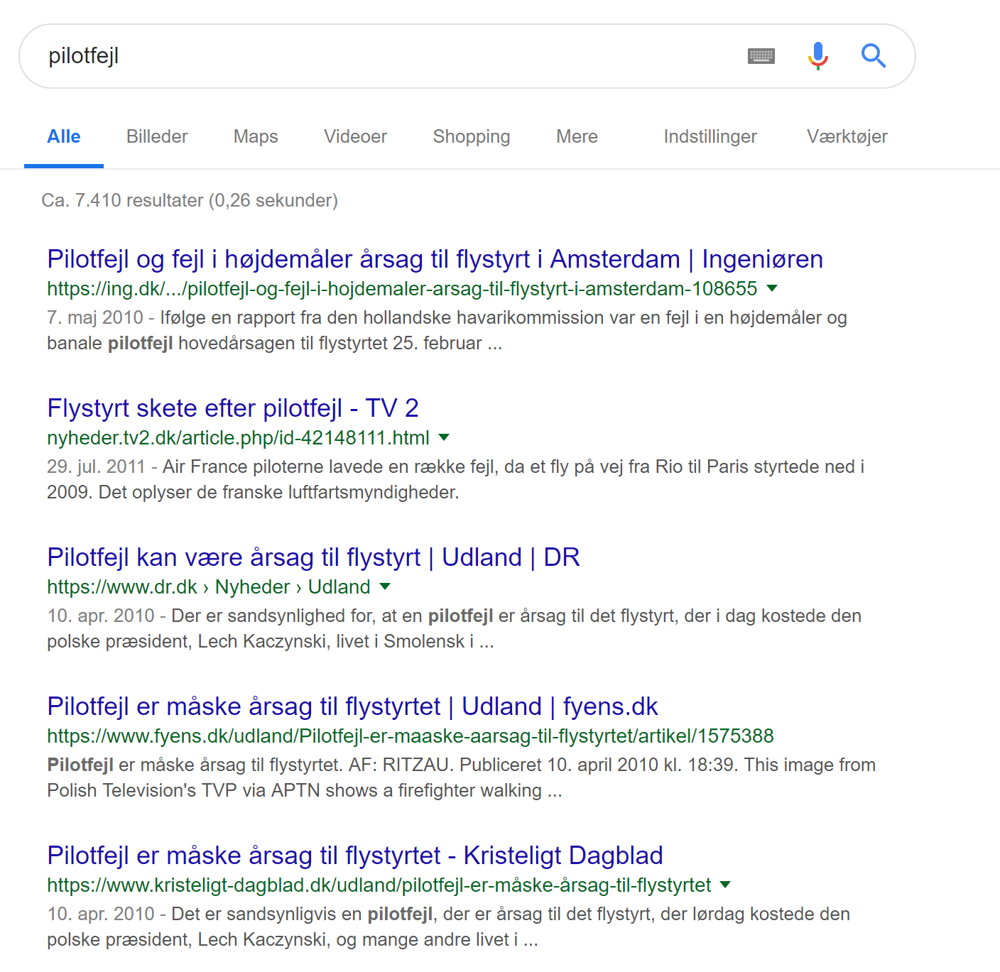 pilotfejl
Alle Billeder Maps Videoer Shopping Mere Indstillinger Værktøjer
Ca. 7.410 resultater (0,26 sekunder)
Pilotfejl og fejl i højdemåler årsag til flystyrt i Amsterdam | Ingeniøren
https://ing.dk/.../pilotfejl-og-fejl-i-hojdemaler-arsag-til-flystyrt-i-amsterdam-108655
7. maj 2010 - Ifølge en rapport fra den hollandske havarikommission var en fejl i en højdemåler og
banale pilotfejl hovedårsagen til flystyrtet 25. februar ...
Flystyrt skete efter pilotfejl - TV 2
nyheder.tv2.dk/article.php/id-42148111.html
29. jul. 2011 - Air France piloterne lavede en række fejl, da et fly på vej fra Rio til Paris styrtede ned i
2009. Det oplyser de franske luftfartsmyndigheder.
Pilotfejl kan være årsag til flystyrt | Udland | DR
https://www.dr.dk › Nyheder › Udland
10. apr. 2010 - Der er sandsynlighed for, at en pilotfejl er årsag til det flystyrt, der i dag kostede den
polske præsident, Lech Kaczynski, livet i Smolensk i ...
Pilotfejl er måske årsag til flystyrtet | Udland | fyens.dk
https://www.fyens.dk/udland/Pilotfejl-er-maaske-aarsag-til-flystyrtet/artikel/1575388
Pilotfejl er måske årsag til flystyrtet. AF: RITZAU. Publiceret 10. april 2010 kl. 18:39. This image from
Polish Television's TVP via APTN shows a firefighter walking ...
Pilotfejl er måske årsag til flystyrtet - Kristeligt Dagblad
https://www.kristeligt-dagblad.dk/udland/pilotfejl-er-måske-årsag-til-flystyrtet
10. apr. 2010 - Det er sandsynligvis en pilotfejl, der er årsag til det flystyrt, der lørdag kostede den
polske præsident, Lech Kaczynski, og mange andre livet i ...